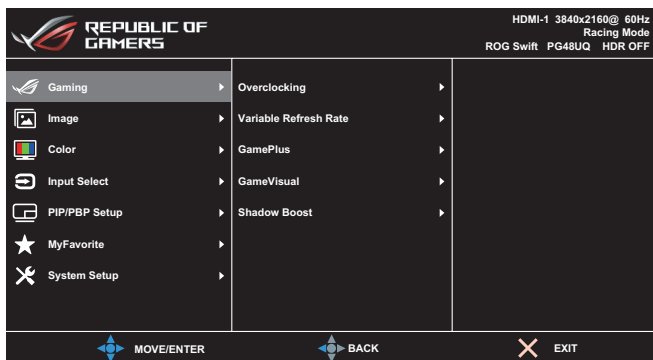 REPUBLIC OF
GAMERS
HDMI-1 3840x2160@ 60Hz
Racing Mode
ROG Swift PG48UQ HDR OFF
Gaming
Image
Color
Input Select
PIP/PBP Setup
MyFavorite
System Setup
Overclocking
Variable Refresh Rate
GamePlus
GameVisual
Shadow Boost
MOVE/ENTER
BACK
EXIT